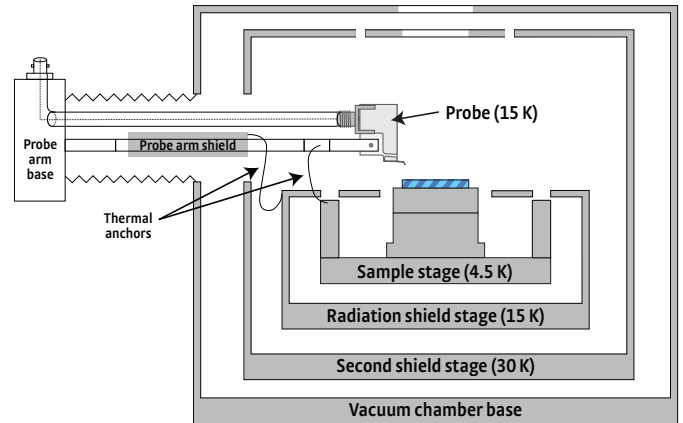 Probe (15 K)
Probe
arm
base
Probe arm shield
Thermal
anchors
Sample stage (4.5 K)
Radiation shield stage (15 K)
Second shield stage (30 K)
Vacuum chamber base